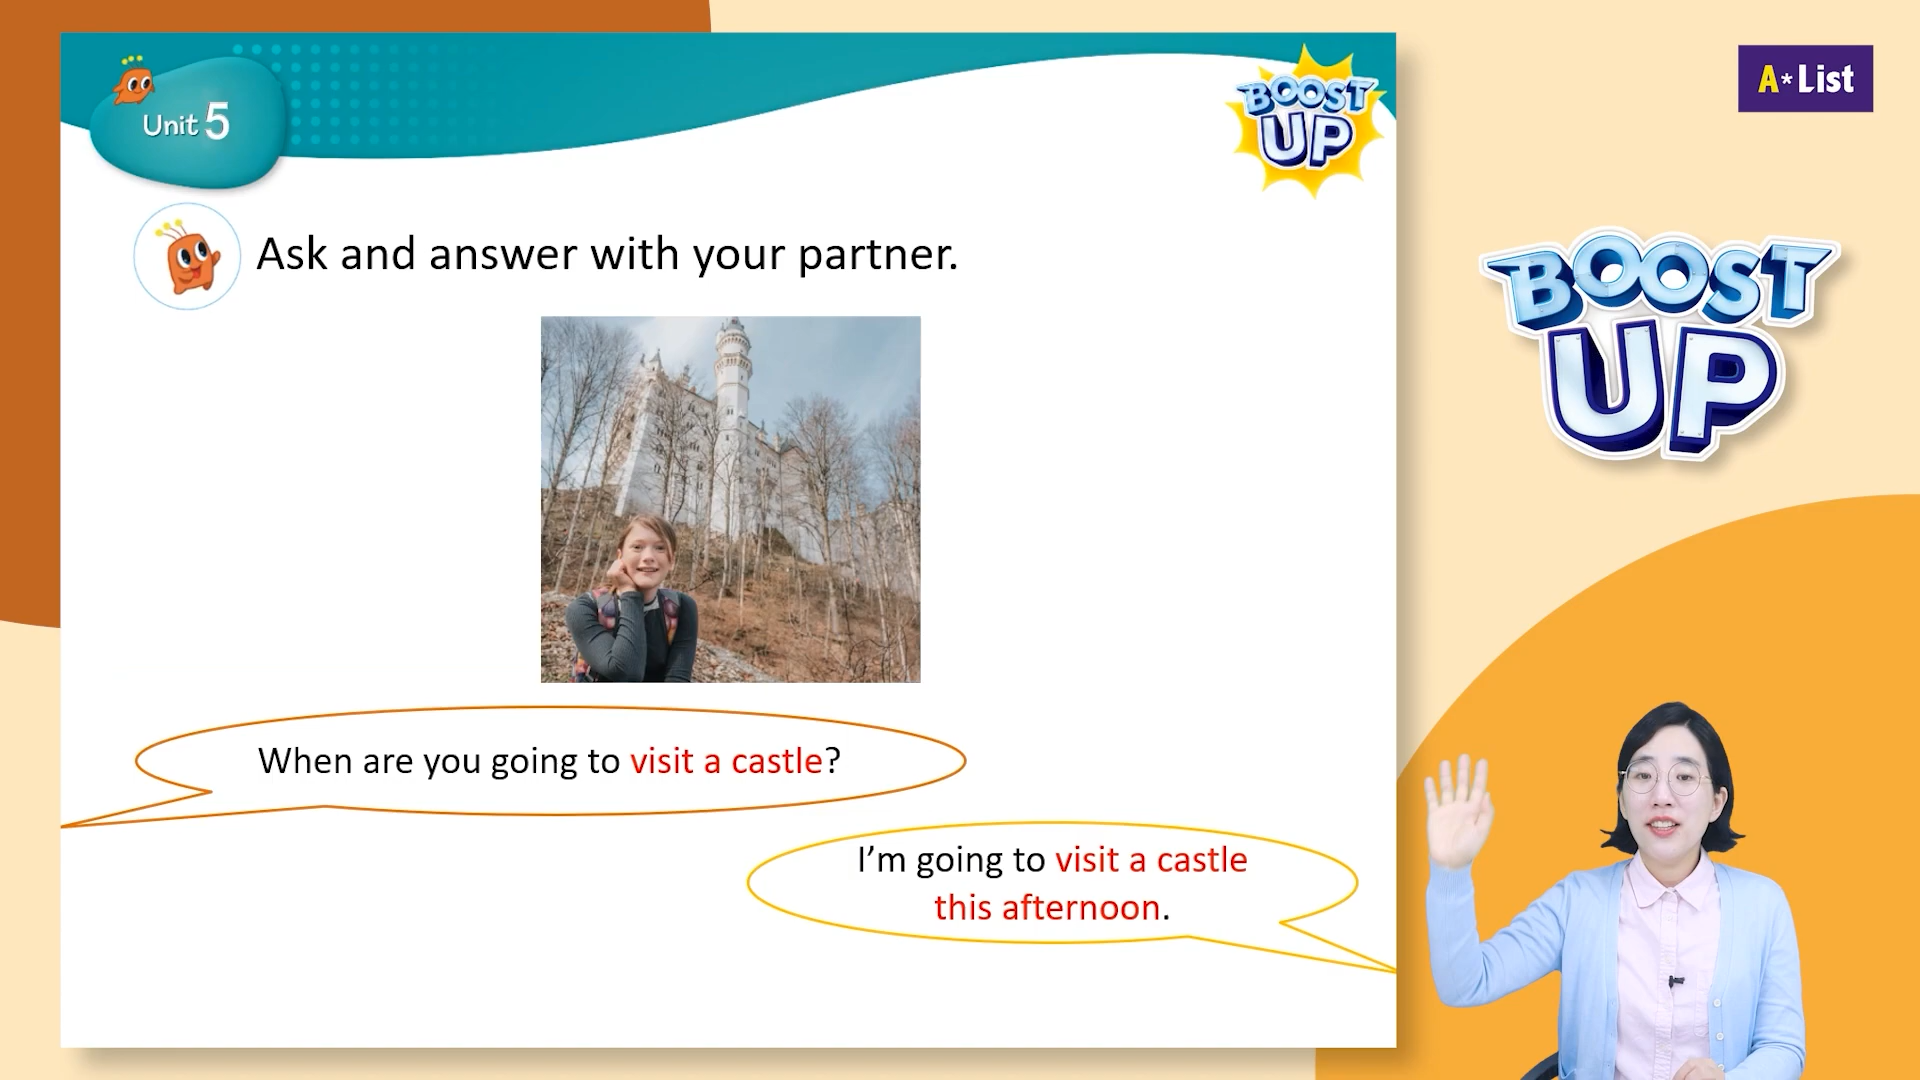 Unit 5
BOOST
UP
A*List
Ask and answer with your partner.
BOOST
UP
When are you going to visit a castle?
I'm going to visit a castle
this afternoon.